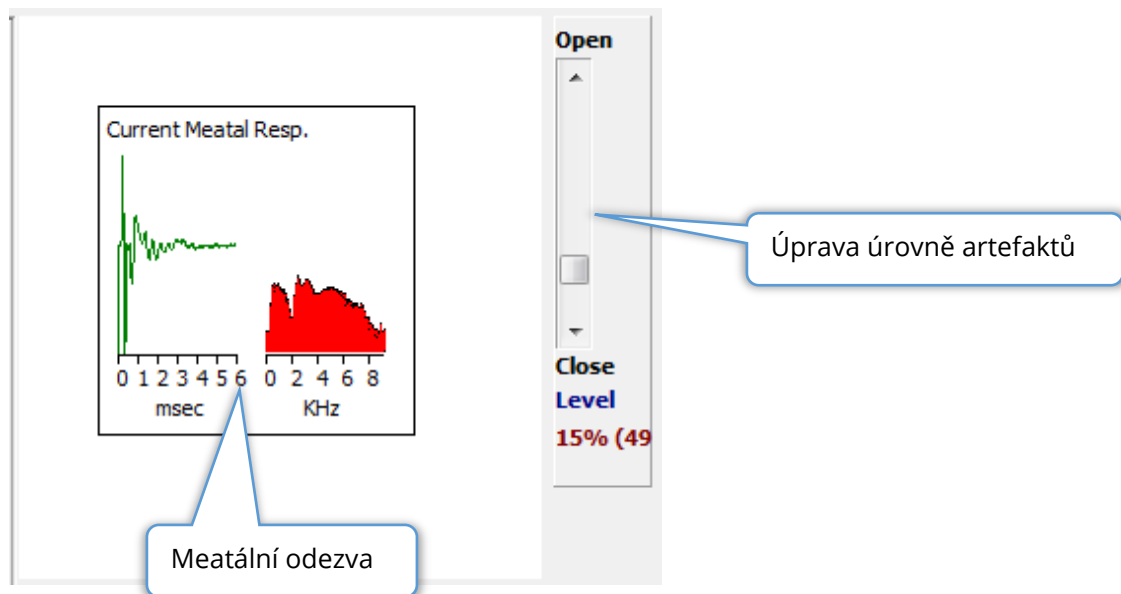 Open
Current Meatal Resp.
Úprava úrovně artefaktů
0 1 2 3 4 5 6 0 2 4 6 8
msec KHz
Close
Level
15% (49
Meatální odezva